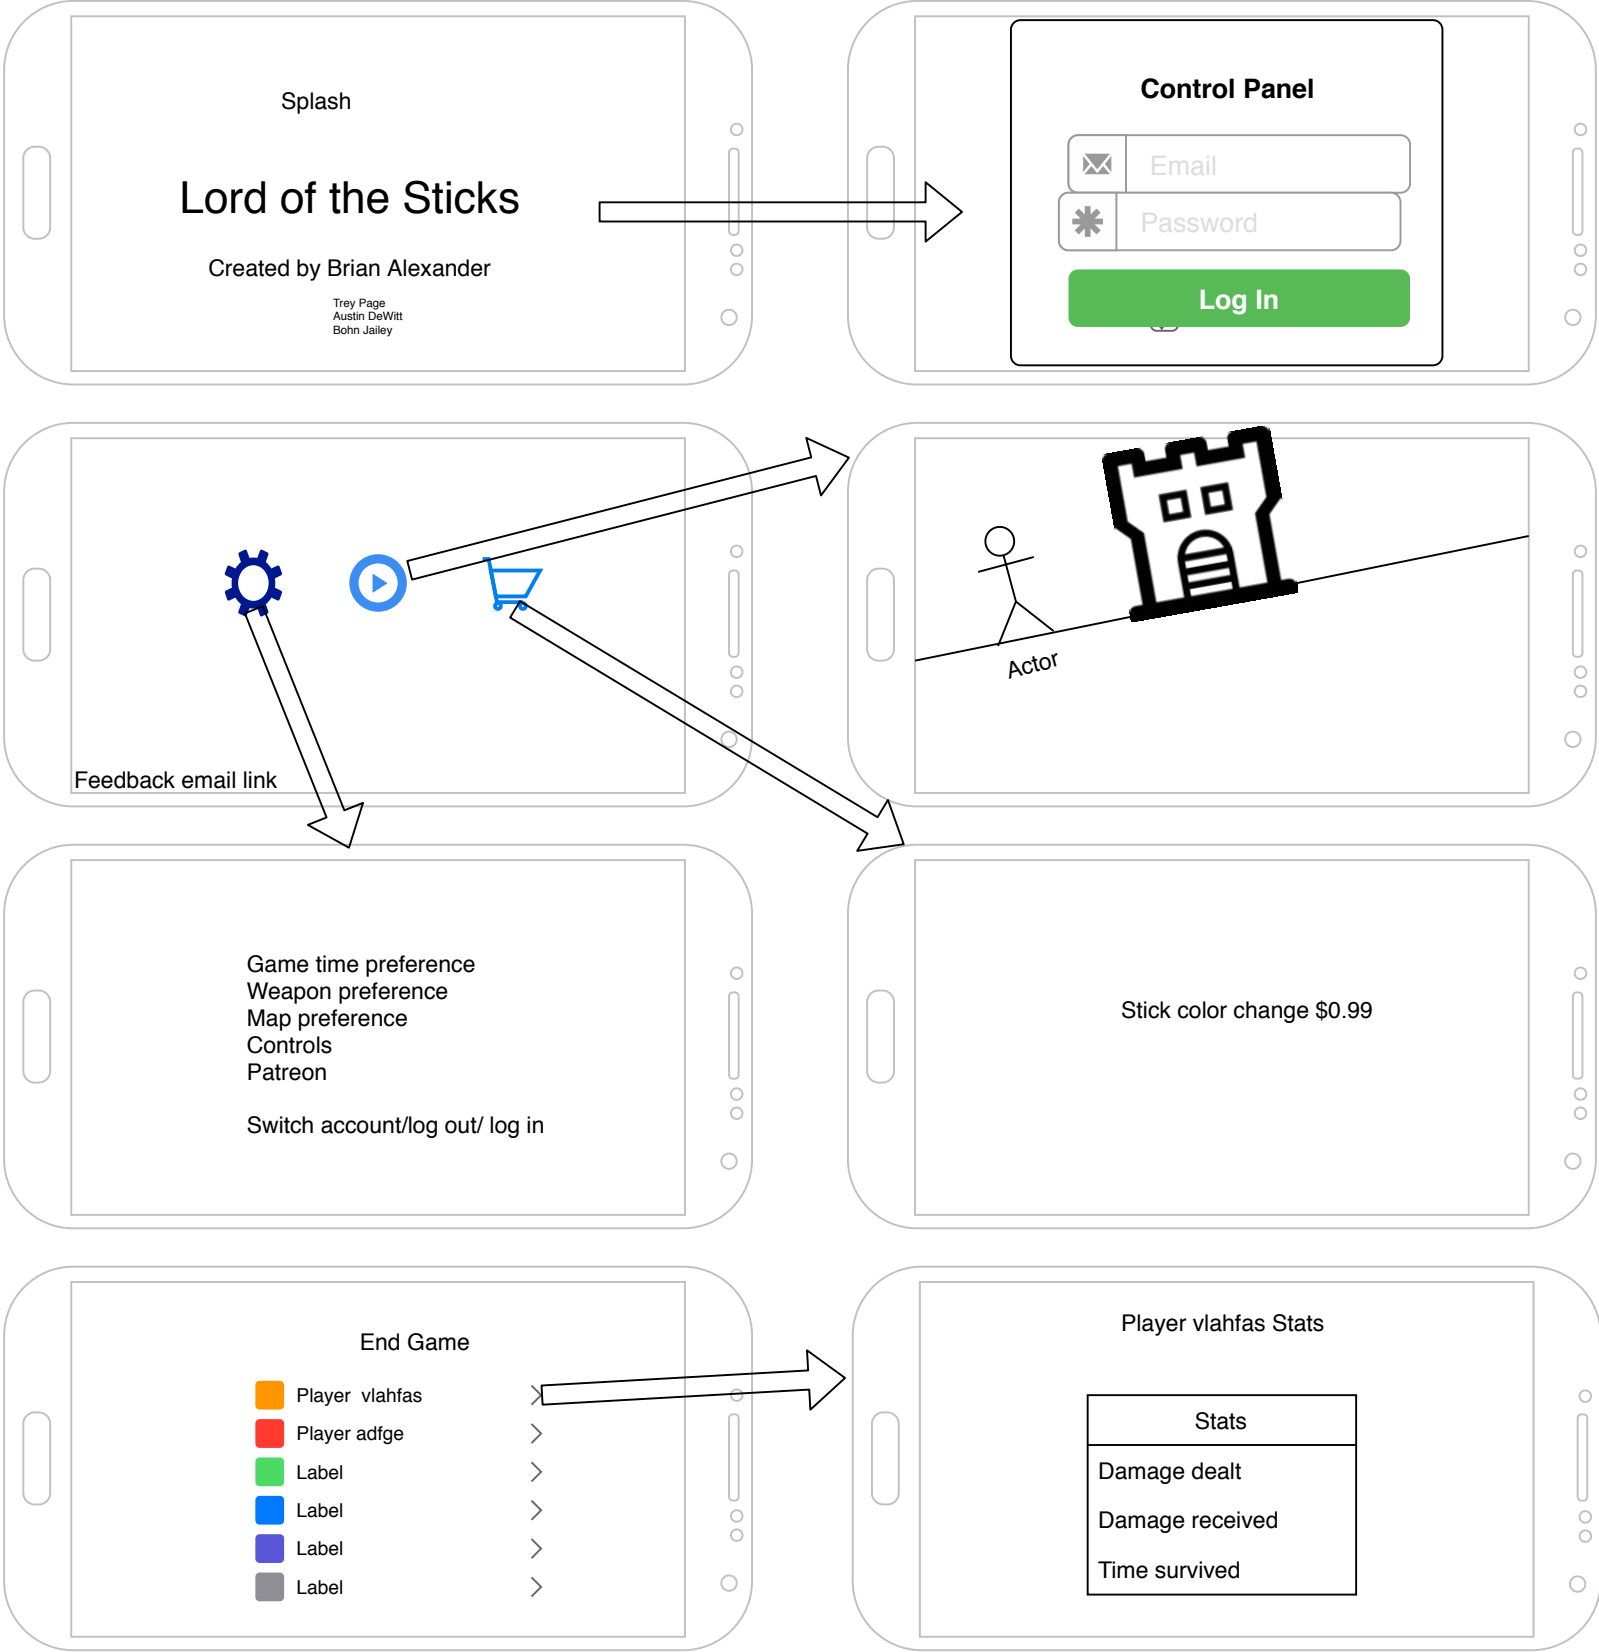 Splash
Lord of the Sticks
Created by Brian Alexander
Trey Page
Austin DeWitt
Bohn Jailey
Control Panel
Email
Password
Log In
Feedback email link
Actor
Game time preference
Weapon preference
Map preference
Controls
Patreon
Switch account/log out/ log in
Stick color change $0.99
End Game
Player  vlahfas
Player adfge
Label
Label
Label
Label
Player vlahfas Stats
Stats
Damage dealt
Damage received
Time survived